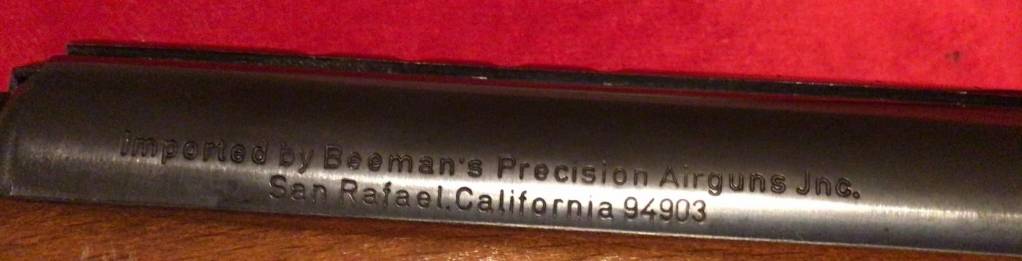 imported by Beeman's Precision Airguns Jnc.
San Rafael.California 94903